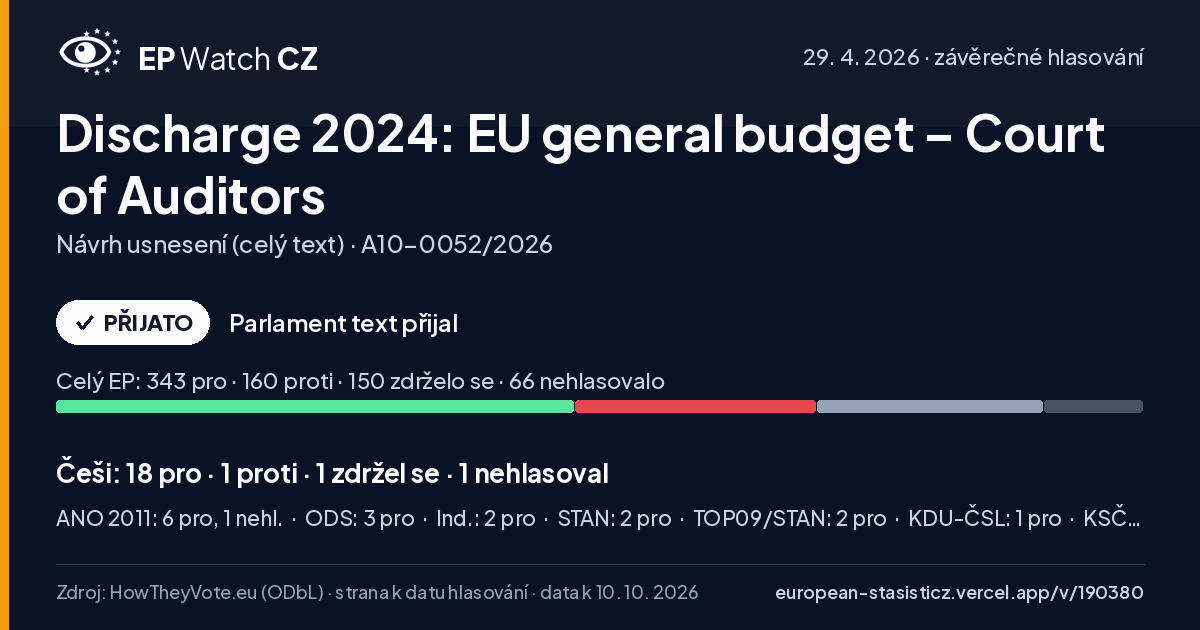 EP Watch CZ
29. 4. 2026 · závěrečné hlasování
Discharge 2024: EU general budget – Court
of Auditors
Návrh usnesení (celý text) · A10-0052/2026
✓ PŘIJATO
Parlament text přijal
Celý EP: 343 pro · 160 proti · 150 zdrželo se · 66 nehlasovalo
Češi: 18 pro · 1 proti · 1 zdržel se · 1 nehlasoval
ANO 2011: 6 pro, 1 nehl. · ODS: 3 pro · Ind.: 2 pro · STAN: 2 pro · TOP09/STAN: 2 pro · KDU-ČSL: 1 pro · KSČ…
Zdroj: HowTheyVote.eu (ODbL) · strana k datu hlasování · data k 10. 10. 2026
european-stasisticz.vercel.app/v/190380